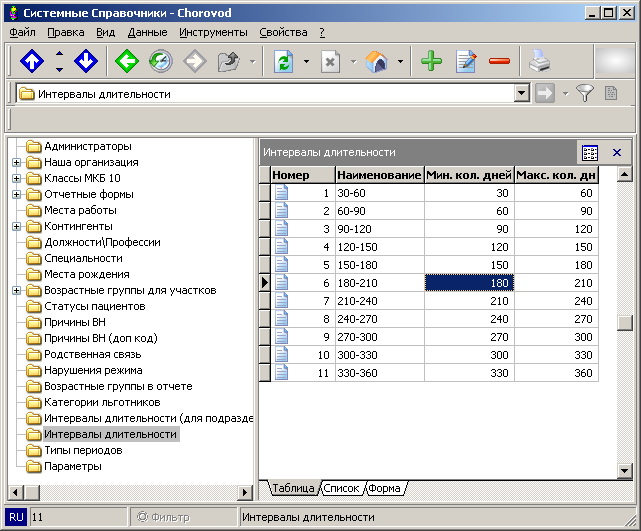 Системные Справочники - Chorovod
Файл Правка Вид Данные Инструменты Свойства ?
Интервалы длительности
Администраторы
Наша организация
Классы МКБ 10
Отчетные формы
Места работы
Контингенты
Должности\Профессии
Специальности
Места рождения
Возрастные группы для участков
Статусы пациентов
Причины ВН
Причины ВН (доп код)
Родственная связь
Нарушения режима
Возрастные группы в отчете
Категории льготников
Интервалы длительности (для подразде
Интервалы длительности
Типы периодов
Параметры
Интервалы длительности
Номер Наименование Мин. кол. дней Макс. кол. дн
1 30-60 30 60
2 60-90 60 90
3 90-120 90 120
4 120-150 120 150
5 150-180 150 180
6 180-210 180 210
7 210-240 210 240
8 240-270 240 270
9 270-300 270 300
10 300-330 300 330
11 330-360 330 360
Таблица Список Форма
RU 11 Фильтр Интервалы длительности